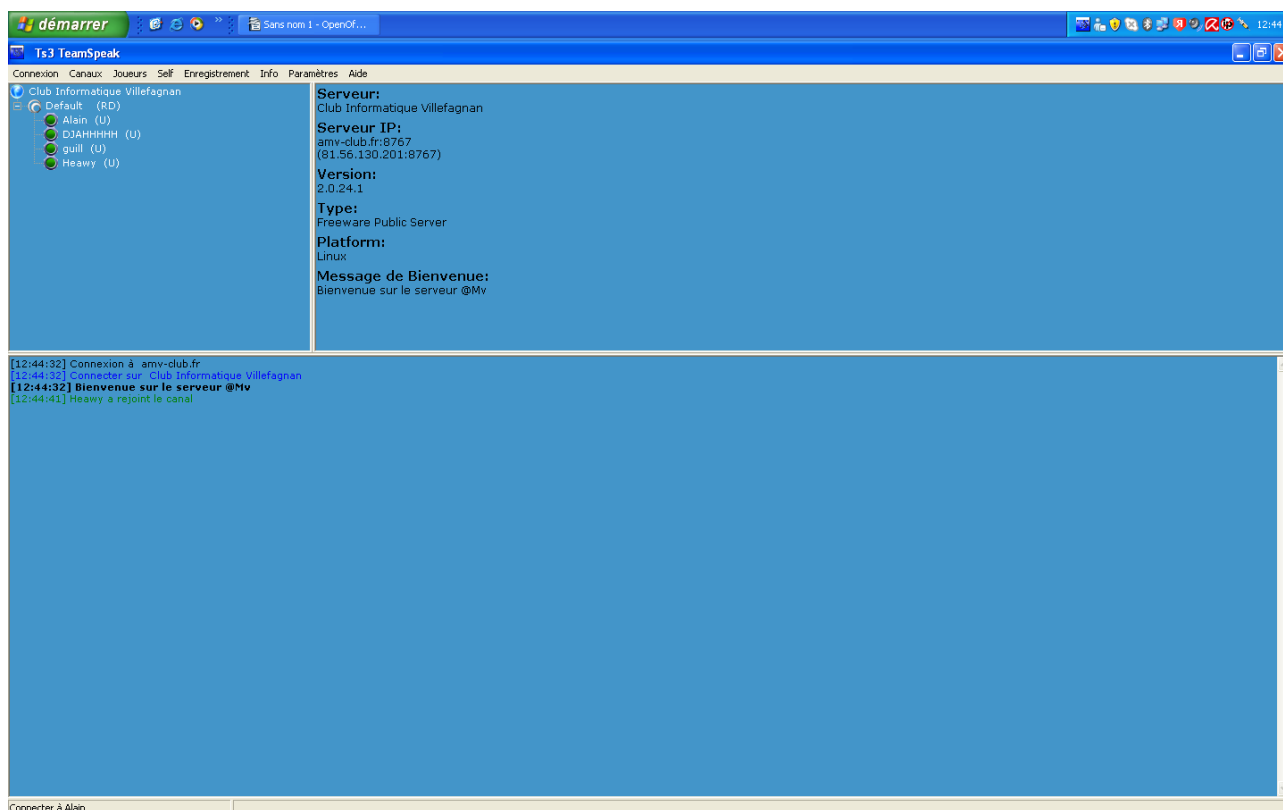 démarrer
Sans nom 1 - OpenOf...
12:44
Ts3 TeamSpeak
Connexion Canaux Joueurs Self Enregistrement Info Paramètres Aide
Club Informatique Villefagnan
Default (RD)
Alain (U)
DJAHHHHH (U)
guill (U)
Heawy (U)
Serveur:
Club Informatique Villefagnan
Serveur IP:
amv-club.fr:8767
(81.56.130.201:8767)
Version:
2.0.24.1
Type:
Freeware Public Server
Platform:
Linux
Message de Bienvenue:
Bienvenue sur le serveur @Mv
[12:44:32] Connexion à amv-club.fr
[12:44:32] Connecter sur Club Informatique Villefagnan
[12:44:32] Bienvenue sur le serveur @Mv
[12:44:41] Heawy a rejoint le canal
Connecter à Alain